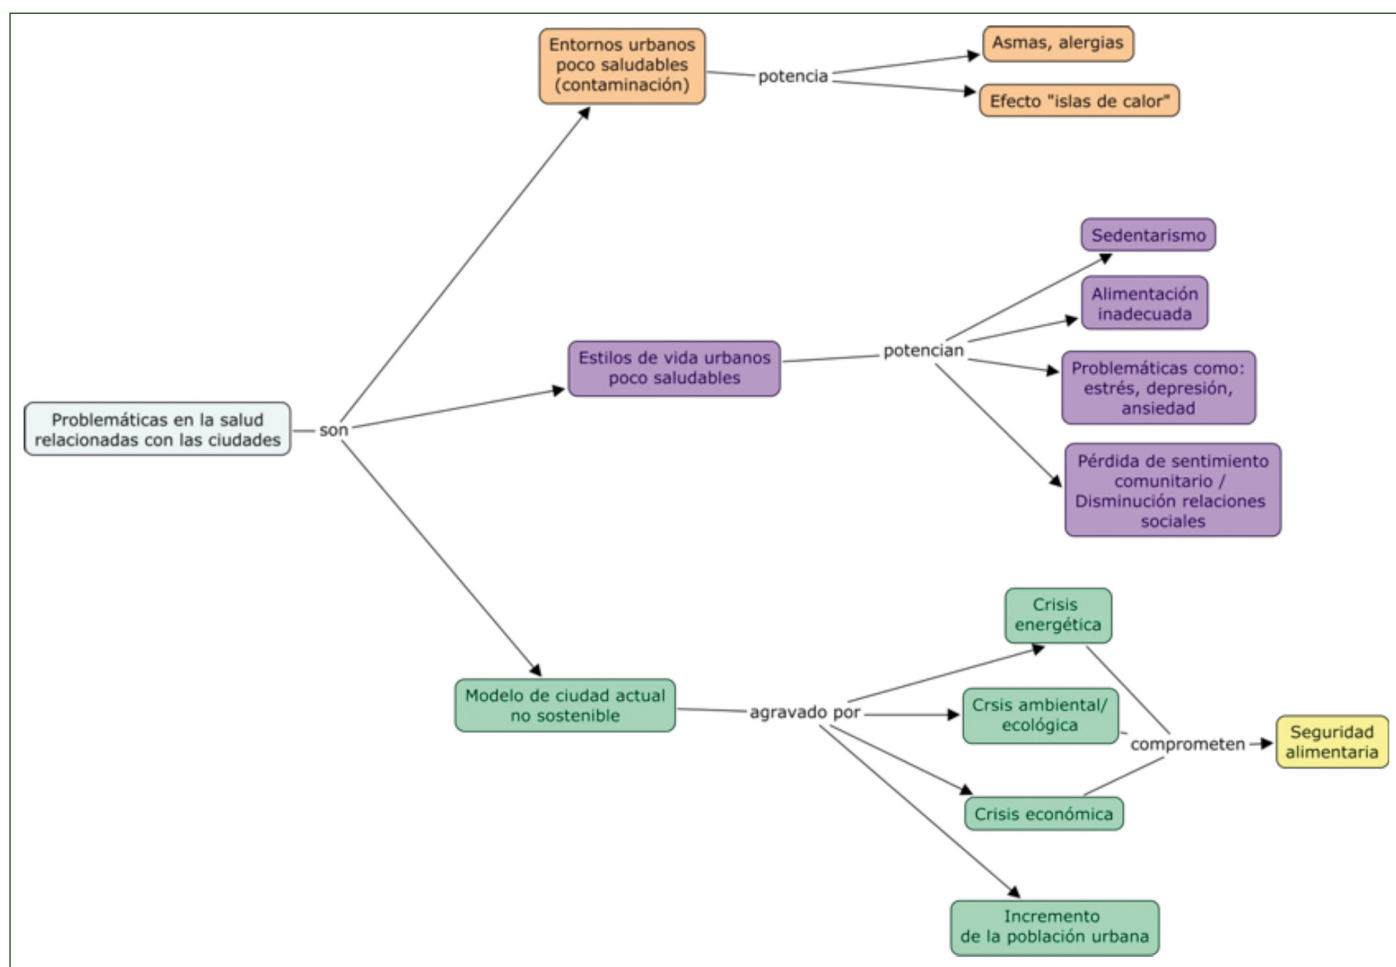 Entornos urbanos
poco saludables
(contaminación)
potencia
Asmas, alergias
Efecto "islas de calor"
Problemáticas en la salud
relacionadas con las ciudades
son
Estilos de vida urbanos
poco saludables
potencian
Sedentarismo
Alimentación
inadecuada
Problemáticas como:
estrés, depresión,
ansiedad
Pérdida de sentimiento
comunitario /
Disminución relaciones
sociales
Modelo de ciudad actual
no sostenible
agravado por
Crisis
energética
Crsis ambiental/
ecológica
Crisis económica
Incremento
de la población urbana
comprometen
Seguridad
alimentaria